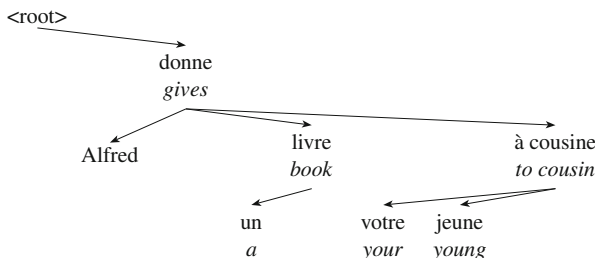 <root>
donne
gives
Alfred
livre
book
à cousine
to cousin
un
a
votre
your
jeune
young